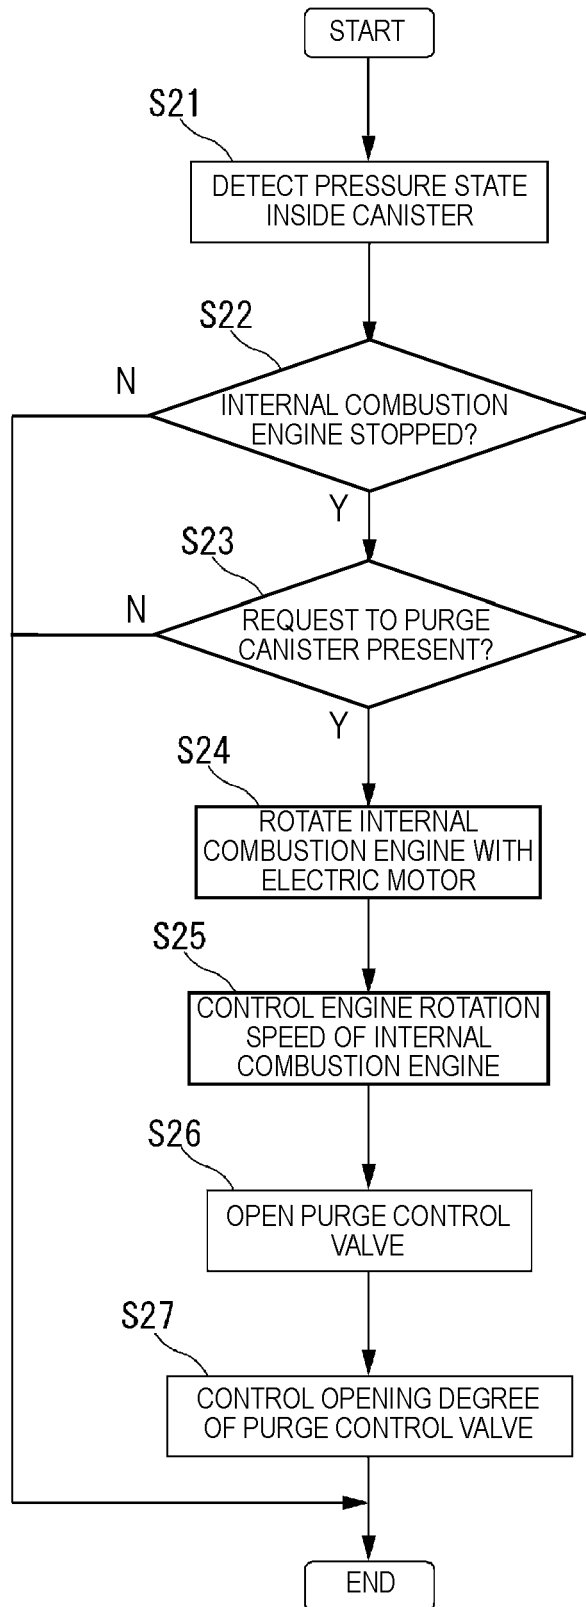 START
S21
DETECT PRESSURE STATE
INSIDE CANISTER
S22
N
INTERNAL COMBUSTION
ENGINE STOPPED?
Y
S23
N
REQUEST TO PURGE
CANISTER PRESENT?
Y
S24
ROTATE INTERNAL
COMBUSTION ENGINE WITH
ELECTRIC MOTOR
S25
CONTROL ENGINE ROTATION
SPEED OF INTERNAL
COMBUSTION ENGINE
S26
OPEN PURGE CONTROL
VALVE
S27
CONTROL OPENING DEGREE
OF PURGE CONTROL VALVE
END